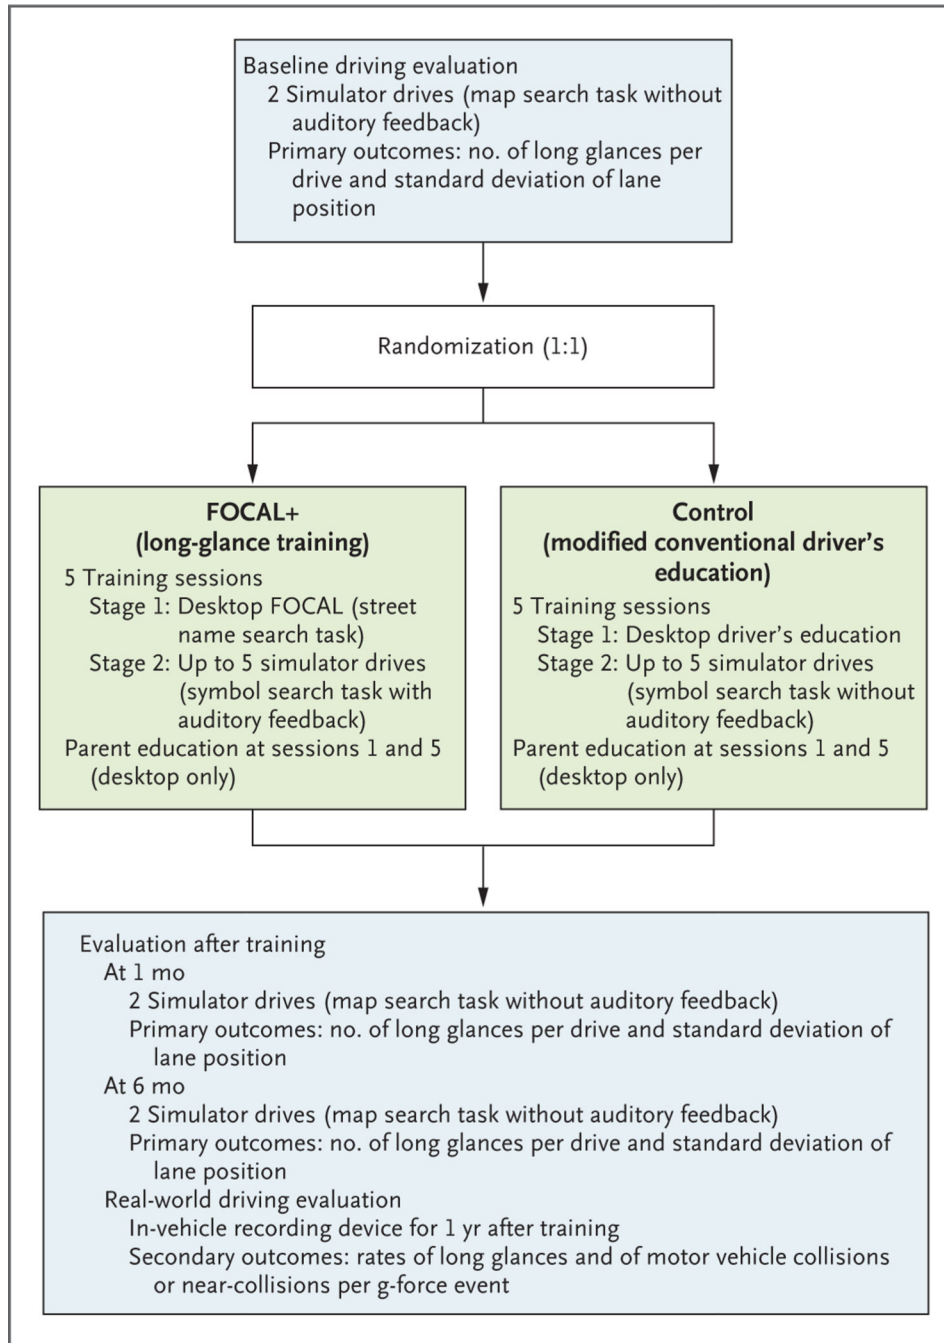 Baseline driving evaluation
2 Simulator drives (map search task without
auditory feedback)
Primary outcomes: no. of long glances per
drive and standard deviation of lane
position
Randomization (1:1)
FOCAL+
(long-glance training)
5 Training sessions
Stage 1: Desktop FOCAL (street
name search task)
Stage 2: Up to 5 simulator drives
(symbol search task with
auditory feedback)
Parent education at sessions 1 and 5
(desktop only)
Control
(modified conventional driver's
education)
5 Training sessions
Stage 1: Desktop driver's education
Stage 2: Up to 5 simulator drives
(symbol search task without
auditory feedback)
Parent education at sessions 1 and 5
(desktop only)
Evaluation after training
At 1 mo
2 Simulator drives (map search task without auditory feedback)
Primary outcomes: no. of long glances per drive and standard deviation of
lane position
At 6 mo
2 Simulator drives (map search task without auditory feedback)
Primary outcomes: no. of long glances per drive and standard deviation of
lane position
Real-world driving evaluation
In-vehicle recording device for 1 yr after training
Secondary outcomes: rates of long glances and of motor vehicle collisions
or near-collisions per g-force event